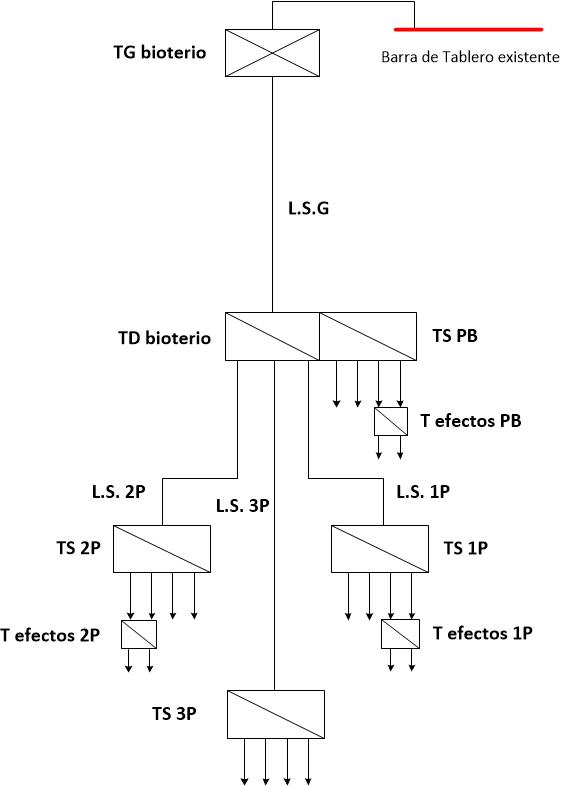 TG bioterio
Barra de Tablero existente
L.S.G
TD bioterio
TS PB
T efectos PB
L.S. 2P
L.S. 3P
L.S. 1P
TS 2P
TS 1P
T efectos 2P
T efectos 1P
TS 3P